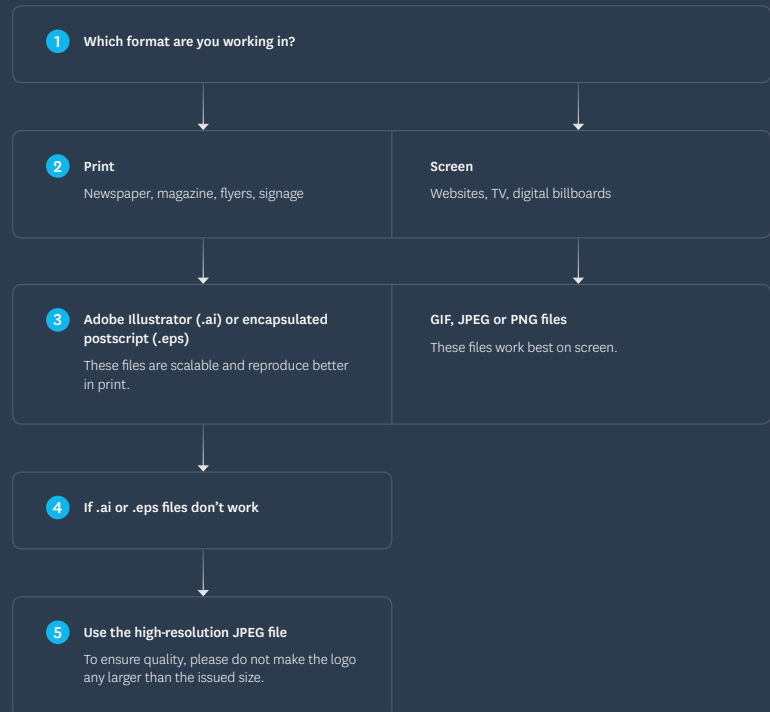 1 Which format are you working in?
2 Print
Newspaper, magazine, flyers, signage
Screen
Websites, TV, digital billboards
3 Adobe Illustrator (.ai) or encapsulated
postscript (.eps)
These files are scalable and reproduce better
in print.
GIF, JPEG or PNG files
These files work best on screen.
4 If .ai or .eps files don’t work
5 Use the high-resolution JPEG file
To ensure quality, please do not make the logo
any larger than the issued size.